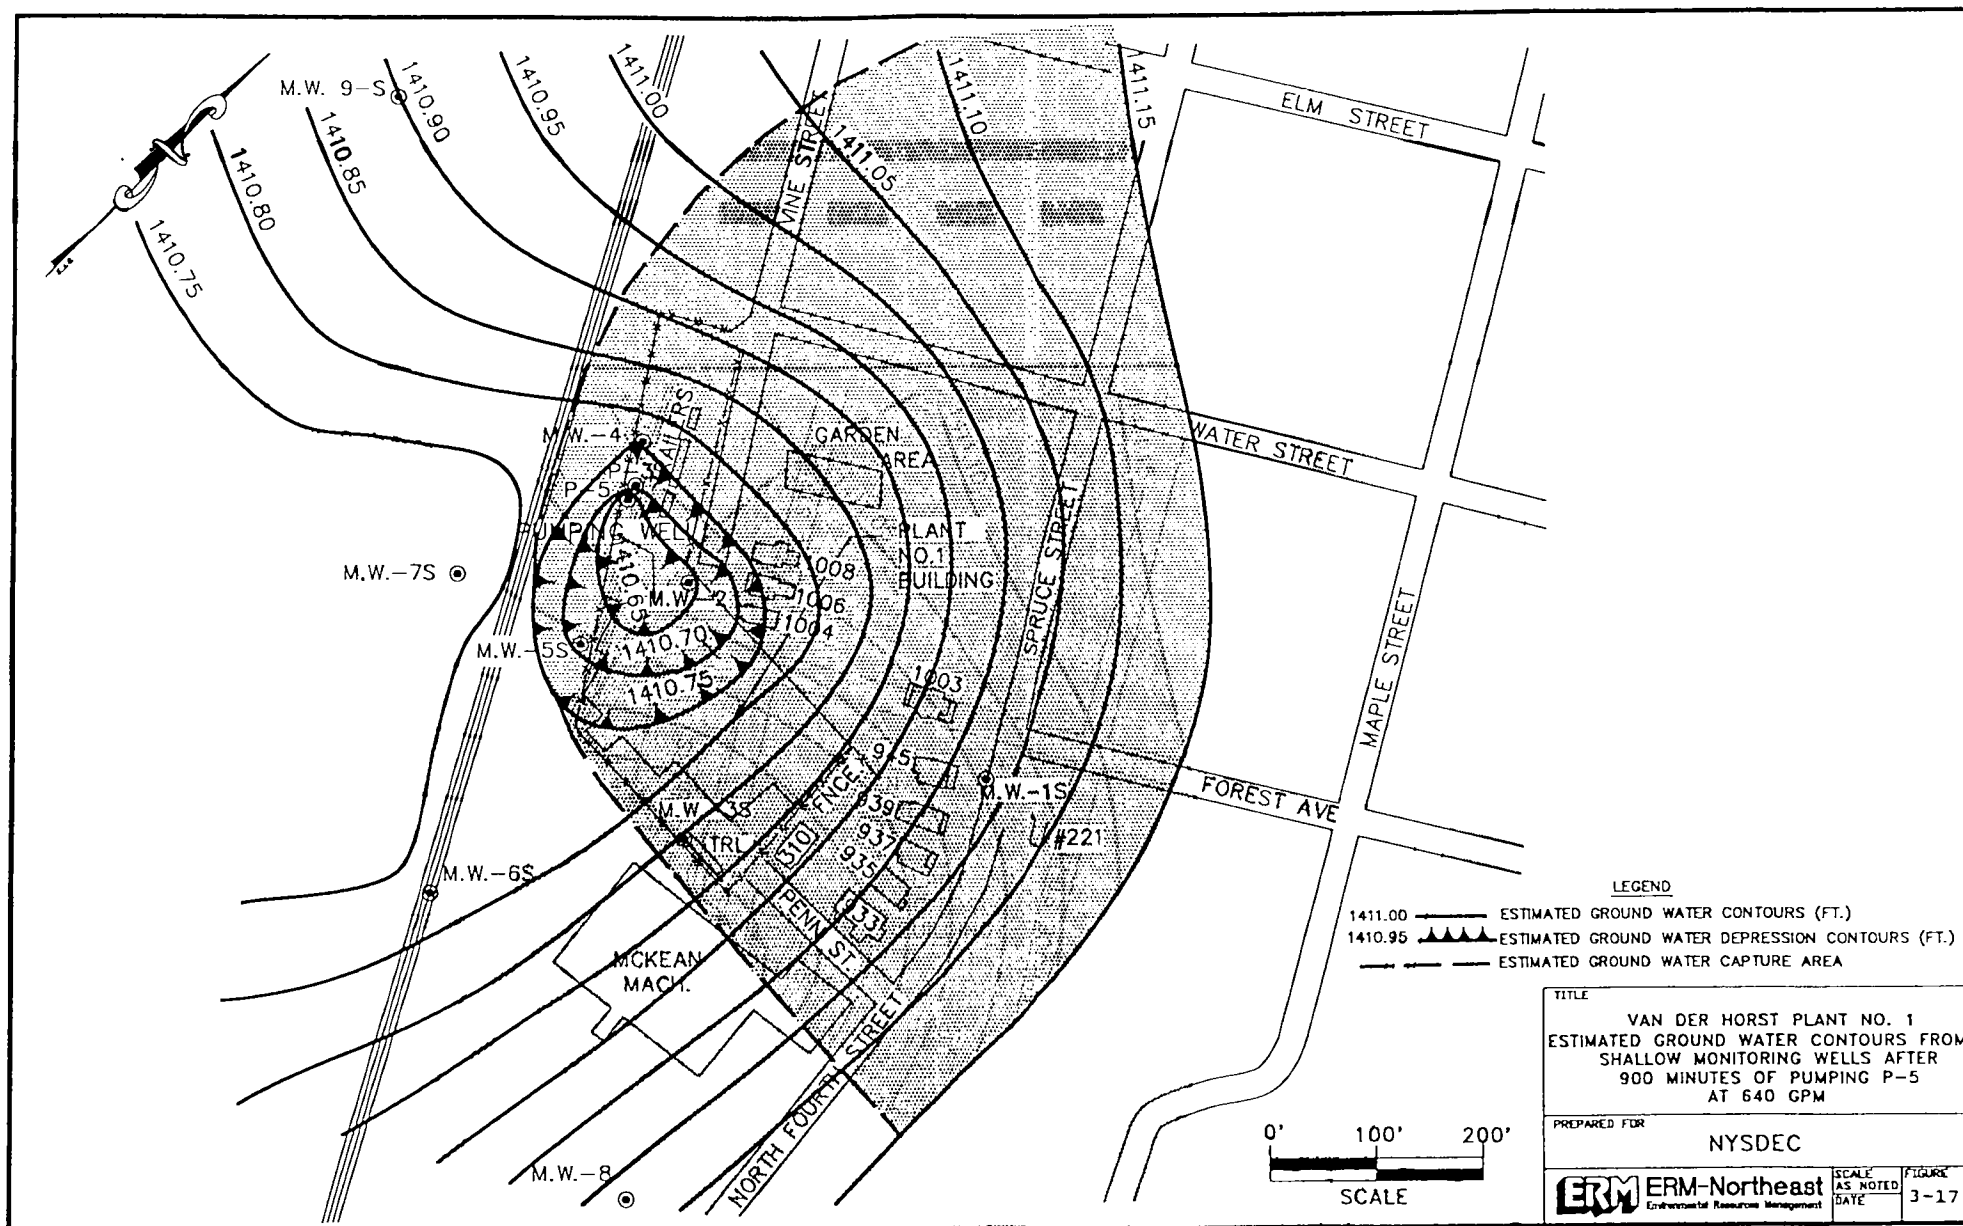 M.W. 9-S
1410.75
1410.80
1410.85
1410.90
1410.95
1411.00
1411.05
1411.10
1411.15
VINE STREET
ELM STREET
WATER STREET
SPRUCE STREET
MAPLE STREET
FOREST AVE
GARDEN
AREA
M.W.-4
P-5
PUMPING WELL
PLANT
NO.1
BUILDING
1008
1006
1004
1003
M.W.-7S
1410.65
M.W.-2
M.W.-5S
1410.70
1410.75
945
939
937
935
933
FNCE.
310
M.W.-1S
#221
M.W. 3S
TRL
M.W.-6S
PENN ST.
MCKEAN
MACH.
NORTH FOURTH STREET
M.W.-8
LEGEND
1411.00 ESTIMATED GROUND WATER CONTOURS (FT.)
1410.95 ESTIMATED GROUND WATER DEPRESSION CONTOURS (FT.)
ESTIMATED GROUND WATER CAPTURE AREA
0' 100' 200'
SCALE
TITLE
VAN DER HORST PLANT NO. 1
ESTIMATED GROUND WATER CONTOURS FROM
SHALLOW MONITORING WELLS AFTER
900 MINUTES OF PUMPING P-5
AT 640 GPM
PREPARED FOR
NYSDEC
ERM ERM-Northeast
Environmental Resources Management
SCALE
AS NOTED
DATE
FIGURE
3-17